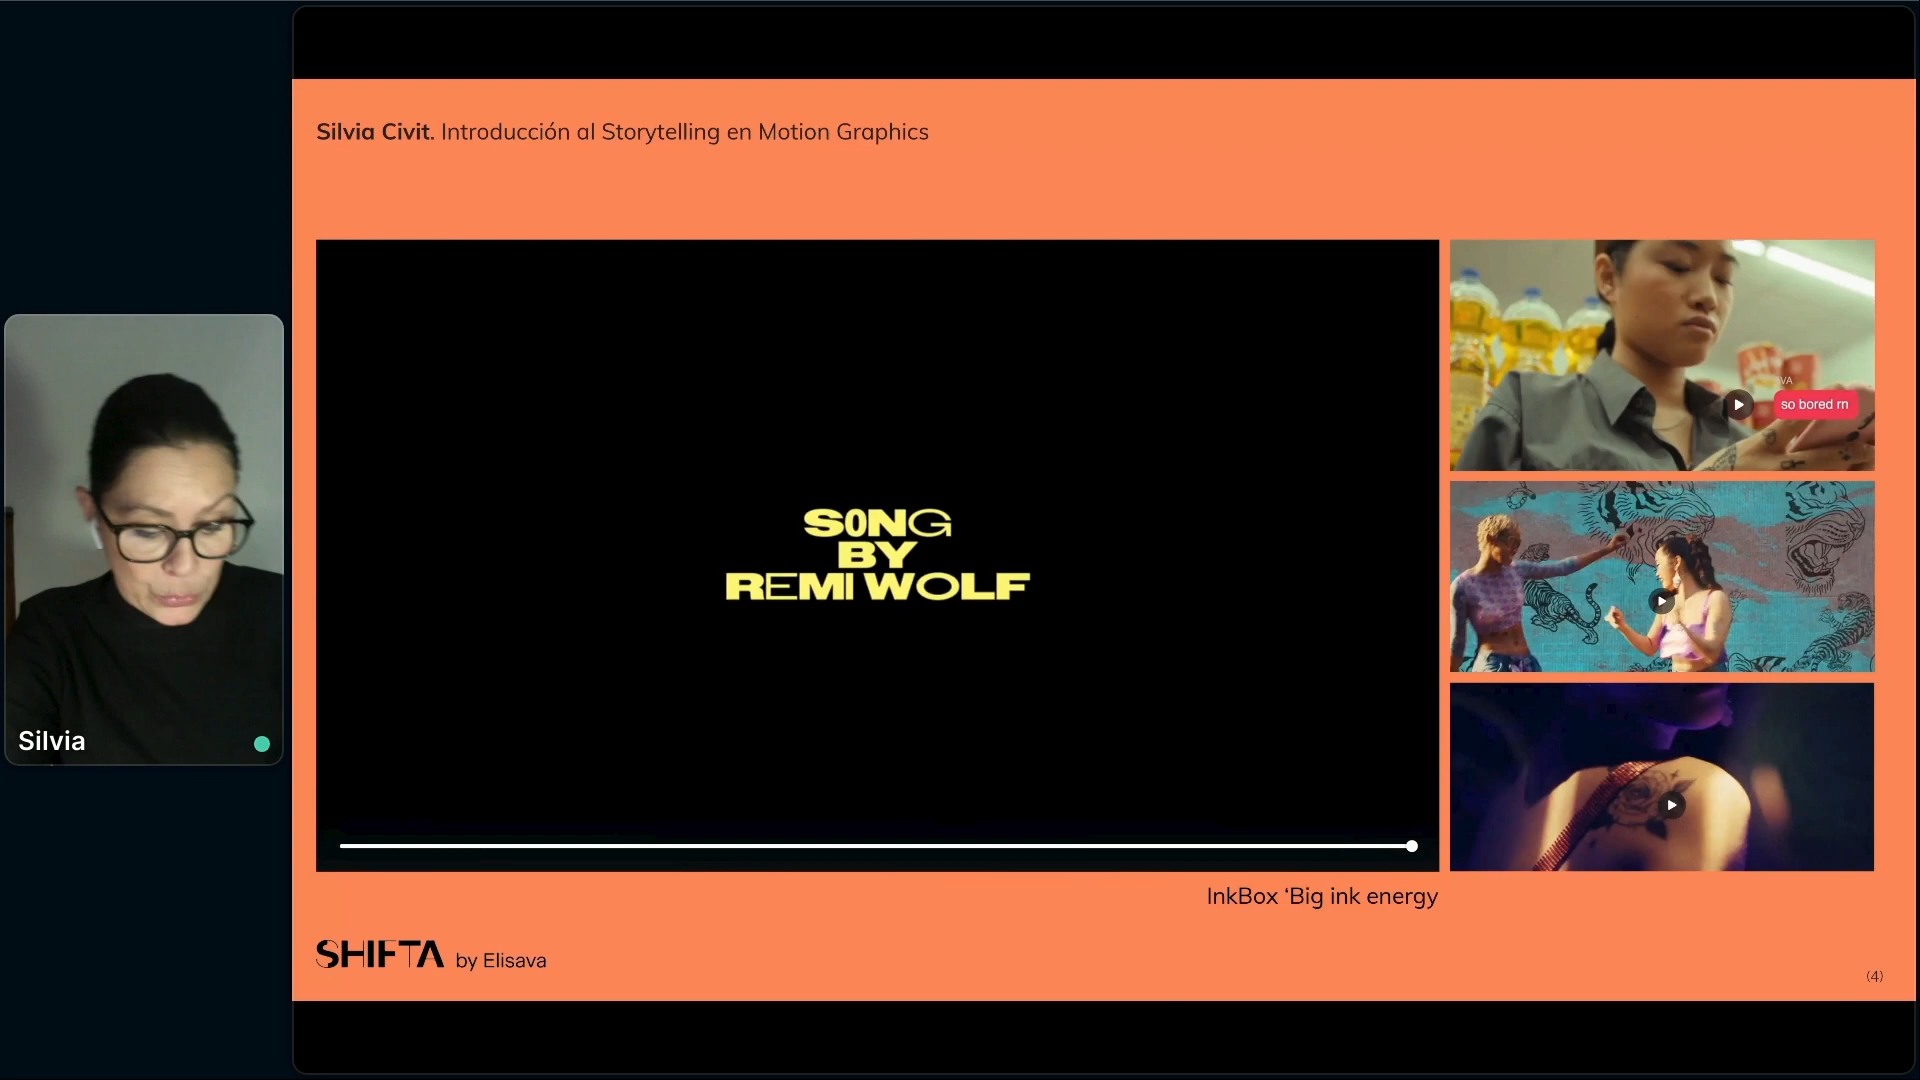 Silvia Civit. Introducción al Storytelling en Motion Graphics
SONG
BY
REMI WOLF
VA
so bored rn
Silvia
InkBox ‘Big ink energy
SHIFTA by Elisava
(4)